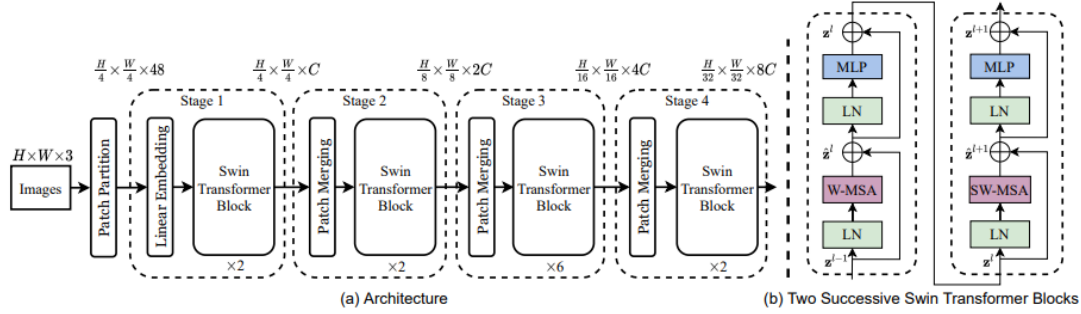 H/4 × W/4 × 48
H/4 × W/4 × C
H/8 × W/8 × 2C
H/16 × W/16 × 4C
H/32 × W/32 × 8C
H×W×3
Images
Patch Partition
Stage 1
Linear Embedding
Swin
Transformer
Block
×2
Stage 2
Patch Merging
Swin
Transformer
Block
×2
Stage 3
Patch Merging
Swin
Transformer
Block
×6
Stage 4
Patch Merging
Swin
Transformer
Block
×2
(a) Architecture
z^l
MLP
LN
ẑ^l
W-MSA
LN
z^{l-1}
z^{l+1}
MLP
LN
ẑ^{l+1}
SW-MSA
LN
z^l
(b) Two Successive Swin Transformer Blocks